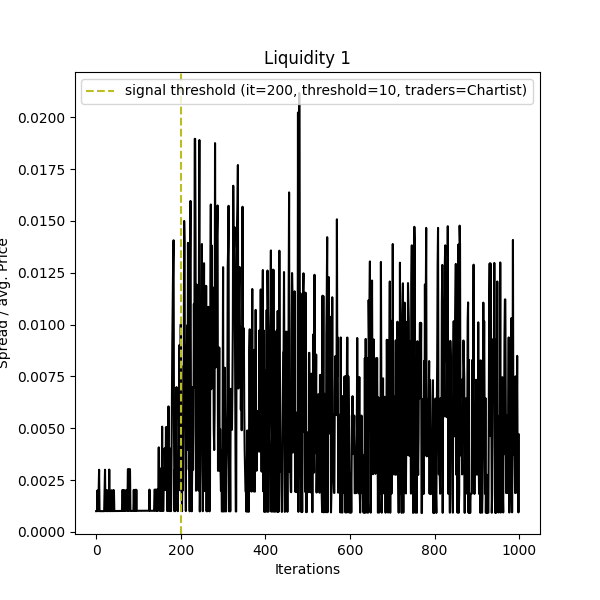 Liquidity 1
signal threshold (it=200, threshold=10, traders=Chartist)
0.0200
0.0175
0.0150
0.0125
0.0100
0.0075
0.0050
0.0025
0.0000
Spread / avg. Price
0 200 400 600 800 1000
Iterations